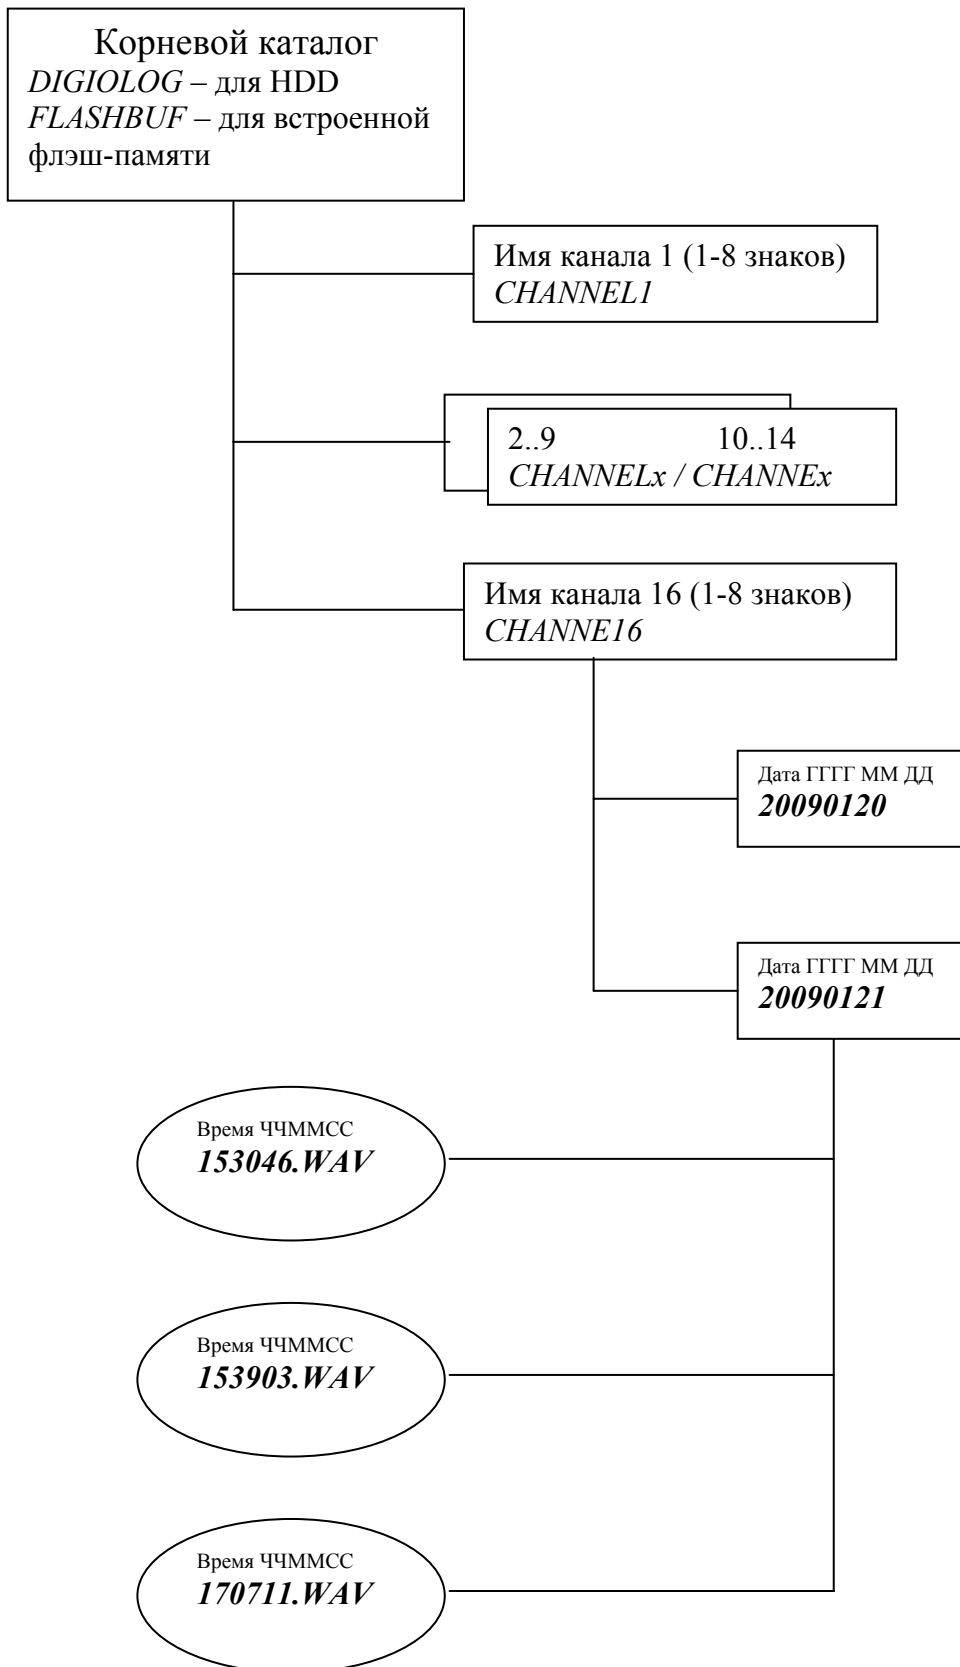 Корневой каталог
DIGIOLOG – для HDD
FLASHBUF – для встроенной
флэш-памяти
Имя канала 1 (1-8 знаков)
CHANNEL1
2..9 10..14
CHANNELx / CHANNEx
Имя канала 16 (1-8 знаков)
CHANNE16
Дата ГГГГ ММ ДД
20090120
Дата ГГГГ ММ ДД
20090121
Время ЧЧММСС
153046.WAV
Время ЧЧММСС
153903.WAV
Время ЧЧММСС
170711.WAV